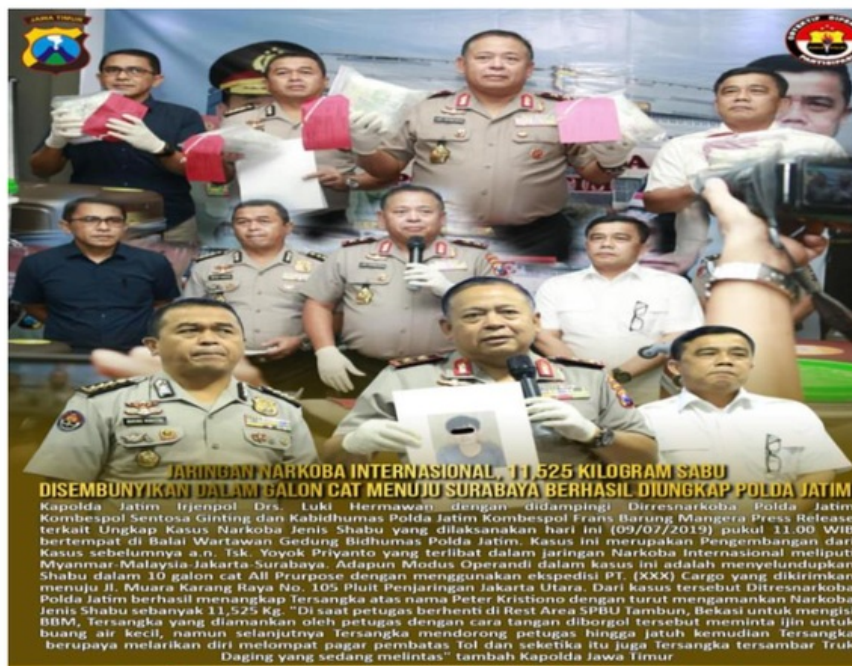 JAWA TIMUR
JARINGAN NARKOBA INTERNASIONAL, 11,525 KILOGRAM SABU
DISEMBUNYIKAN DALAM GALON CAT MENUJU SURABAYA BERHASIL DIUNGKAP POLDA JATIM
Kapolda Jatim Irjenpol Drs. Luki Hermawan dengan didampingi Dirresnarkoba Polda Jatim
Kombespol Sentosa Ginting dan Kabidhumas Polda Jatim Kombespol Frans Barung Mangera Press Release
terkait Ungkap Kasus Narkoba Jenis Shabu yang dilaksanakan hari ini (09/07/2019) pukul 11.00 WIB
bertempat di Balai Wartawan Gedung Bidhumas Polda Jatim. Kasus ini merupakan Pengembangan dari
Kasus sebelumnya a.n. Tsk. Yoyok Priyanto yang terlibat dalam jaringan Narkoba Internasional meliputi
Myanmar-Malaysia-Jakarta-Surabaya. Adapun Modus Operandi dalam kasus ini adalah menyelundupkan
Shabu dalam 10 galon cat All Prurpose dengan menggunakan ekspedisi PT. (XXX) Cargo yang dikirimkan
menuju Jl. Muara Karang Raya No. 105 Pluit Penjaringan Jakarta Utara. Dari kasus tersebut Ditresnarkoba
Polda Jatim berhasil menangkap Tersangka atas nama Peter Kristiono dengan turut mengamankan Narkoba
Jenis Shabu sebanyak 11,525 Kg. "Di saat petugas berhenti di Rest Area SPBU Tambun, Bekasi untuk mengisi
BBM, Tersangka yang diamankan oleh petugas dengan cara tangan diborgol tersebut meminta ijin untuk
buang air kecil, namun selanjutnya Tersangka mendorong petugas hingga jatuh kemudian Tersangka
berupaya melarikan diri melompat pagar pembatas Tol dan seketika itu juga Tersangka tersambar Truk
Daging yang sedang melintas" tambah Kapolda Jawa Timur